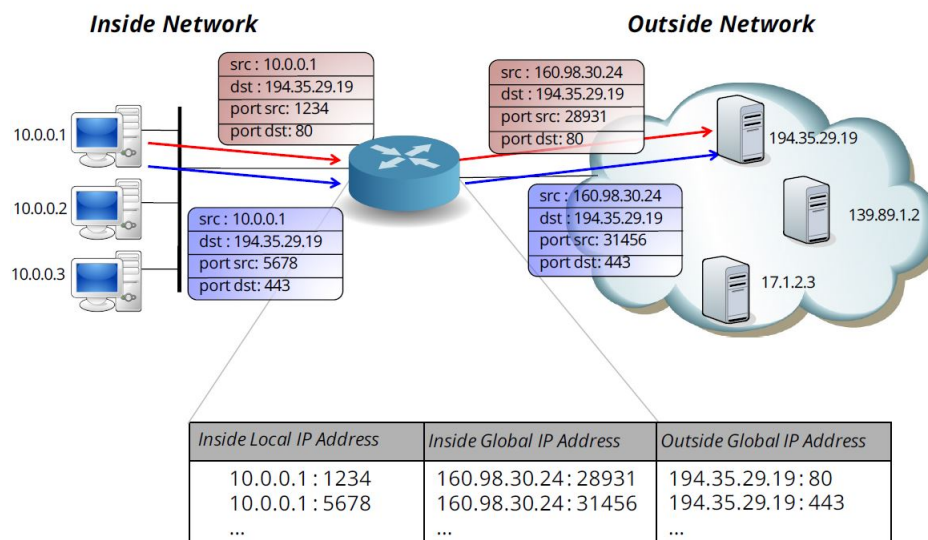 Inside Network
Outside Network
src : 10.0.0.1
dst : 194.35.29.19
port src: 1234
port dst: 80
src : 160.98.30.24
dst : 194.35.29.19
port src: 28931
port dst: 80
10.0.0.1
194.35.29.19
10.0.0.2
139.89.1.2
10.0.0.3
17.1.2.3
src : 10.0.0.1
dst : 194.35.29.19
port src: 5678
port dst: 443
src : 160.98.30.24
dst : 194.35.29.19
port src: 31456
port dst: 443
Inside Local IP Address Inside Global IP Address Outside Global IP Address
10.0.0.1 : 1234 160.98.30.24 : 28931 194.35.29.19 : 80
10.0.0.1 : 5678 160.98.30.24 : 31456 194.35.29.19 : 443
... ... ...